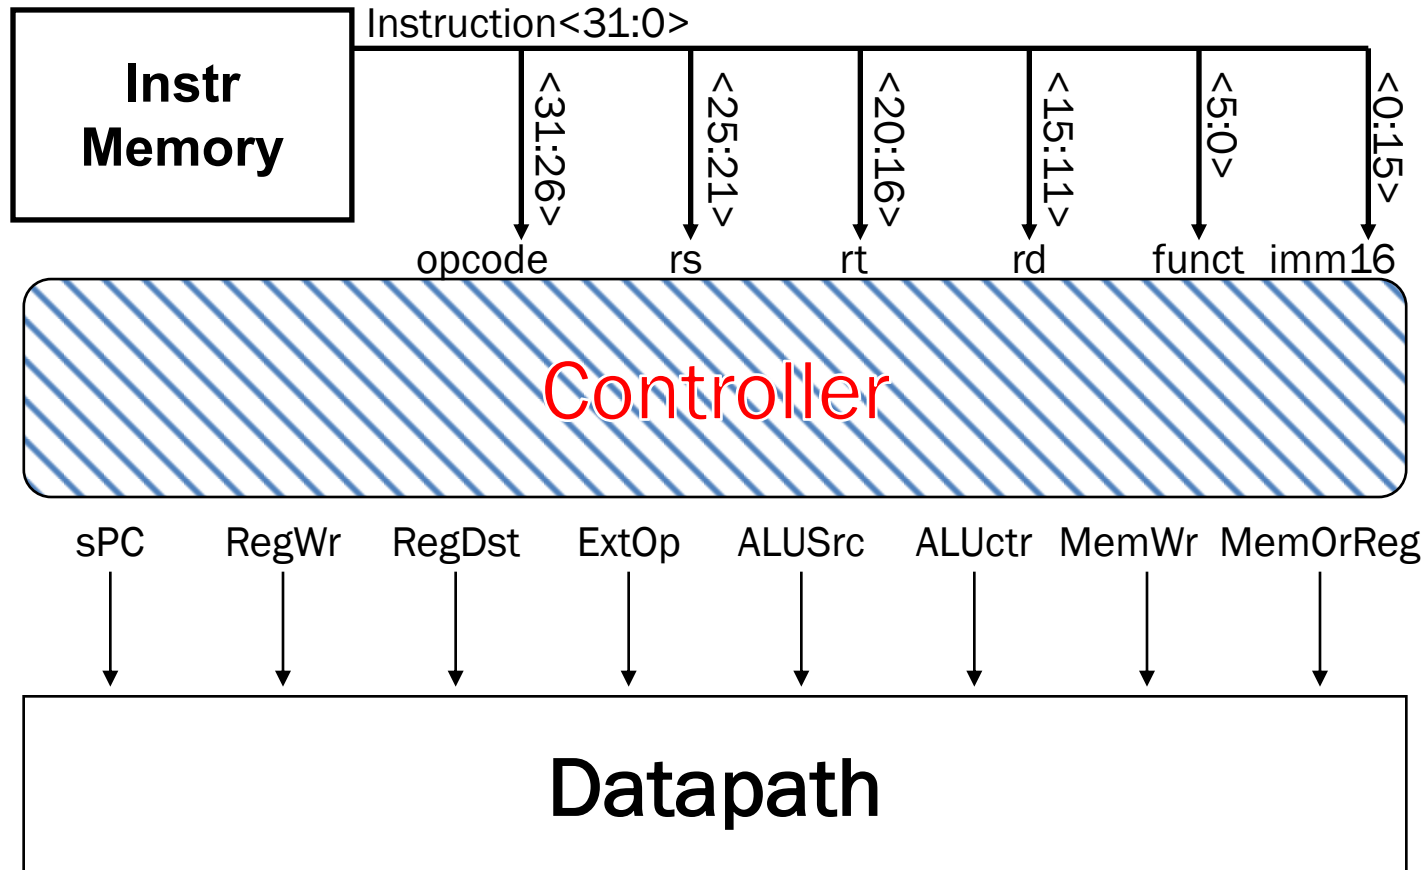 Instruction<31:0>
Instr
Memory
<31:26>
<25:21>
<20:16>
<15:11>
<5:0>
<0:15>
opcode rs rt rd funct imm16
Controller
sPC RegWr RegDst ExtOp ALUSrc ALUctr MemWr MemOrReg
Datapath